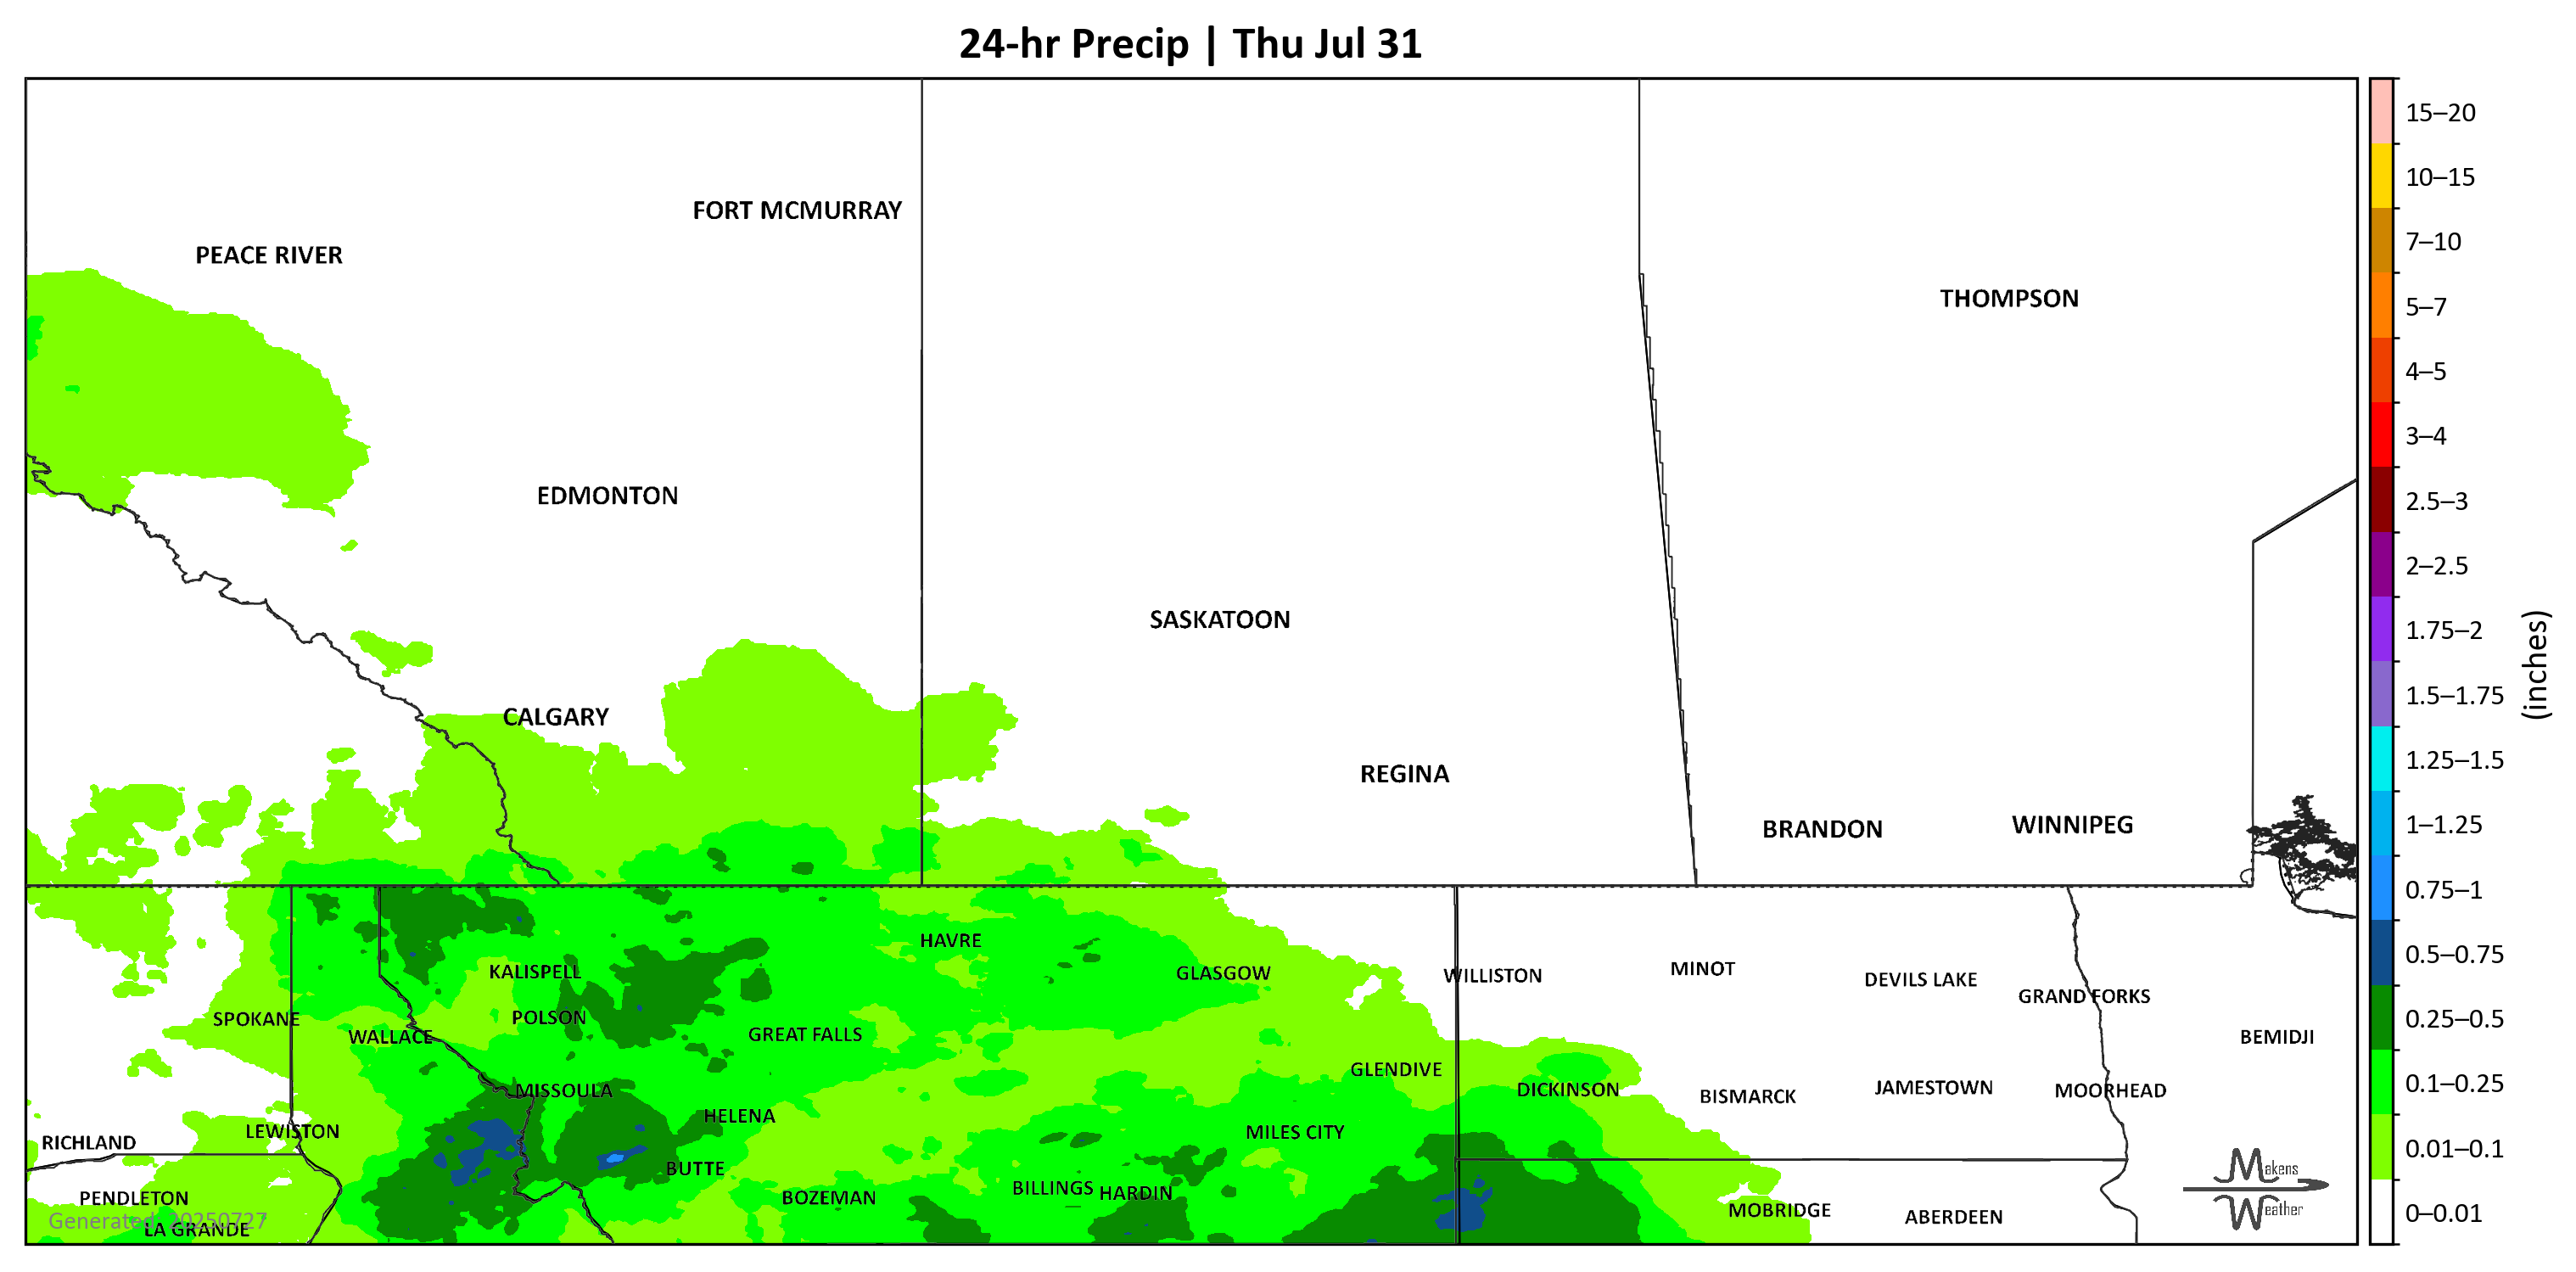 24-hr Precip | Thu Jul 31
FORT MCMURRAY
PEACE RIVER
THOMPSON
EDMONTON
SASKATOON
CALGARY
REGINA
BRANDON
WINNIPEG
HAVRE
KALISPELL
GLASGOW
WILLISTON
MINOT
DEVILS LAKE
GRAND FORKS
SPOKANE
POLSON
WALLACE
GREAT FALLS
BEMIDJI
GLENDIVE
MISSOULA
DICKINSON
BISMARCK
JAMESTOWN
MOORHEAD
HELENA
LEWISTON
MILES CITY
RICHLAND
BUTTE
BILLINGS
HARDIN
PENDLETON
BOZEMAN
MOBRIDGE
ABERDEEN
Generated: 20250727
LA GRANDE
Makens
Weather
15–20
10–15
7–10
5–7
4–5
3–4
2.5–3
2–2.5
1.75–2
1.5–1.75
1.25–1.5
1–1.25
0.75–1
0.5–0.75
0.25–0.5
0.1–0.25
0.01–0.1
0–0.01
(inches)